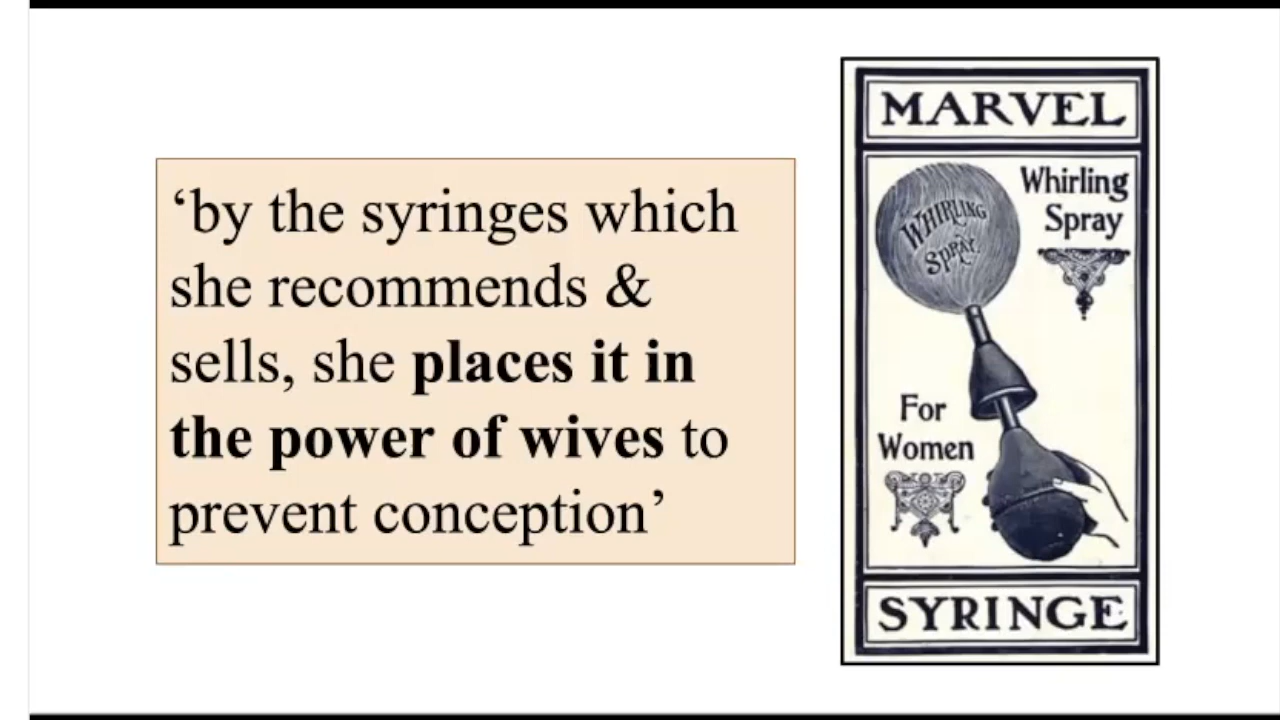 ‘by the syringes which
she recommends &
sells, she places it in
the power of wives to
prevent conception’
MARVEL
WHIRLING
SPRAY
Whirling
Spray
For
Women
SYRINGE